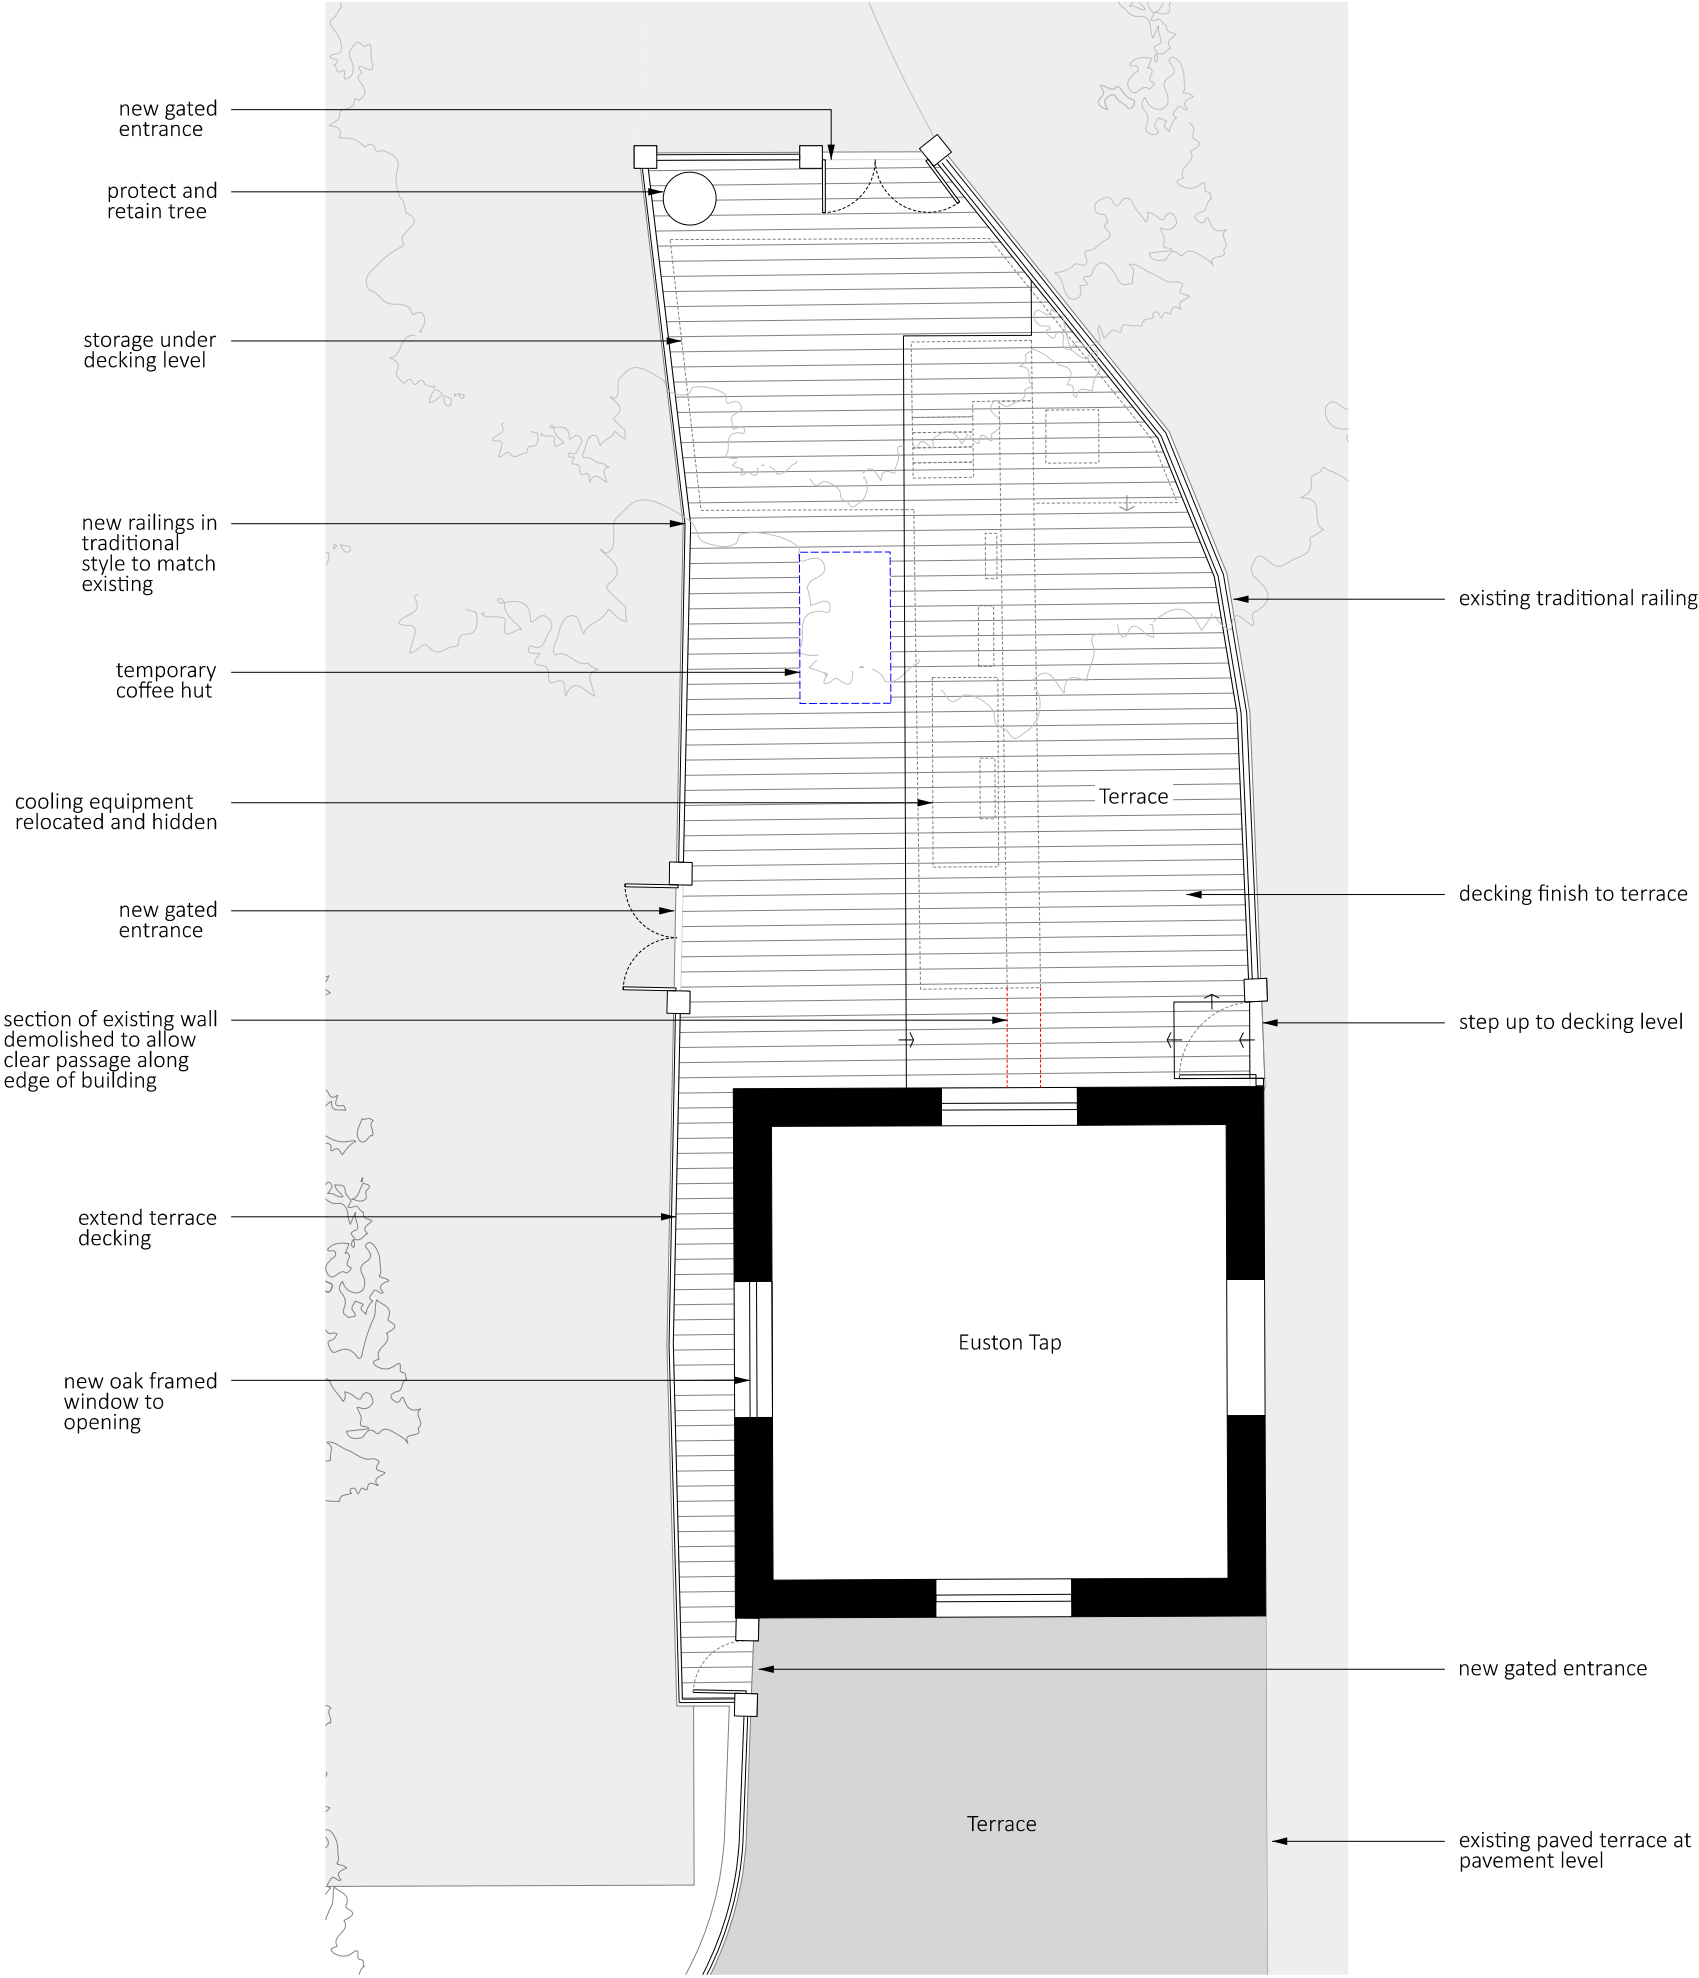 new gated
entrance
protect and
retain tree
storage under
decking level
new railings in
traditional
style to match
existing
existing traditional railing
temporary
coffee hut
cooling equipment
relocated and hidden
Terrace
decking finish to terrace
new gated
entrance
section of existing wall
demolished to allow
clear passage along
edge of building
step up to decking level
extend terrace
decking
Euston Tap
new oak framed
window to
opening
new gated entrance
Terrace
existing paved terrace at
pavement level